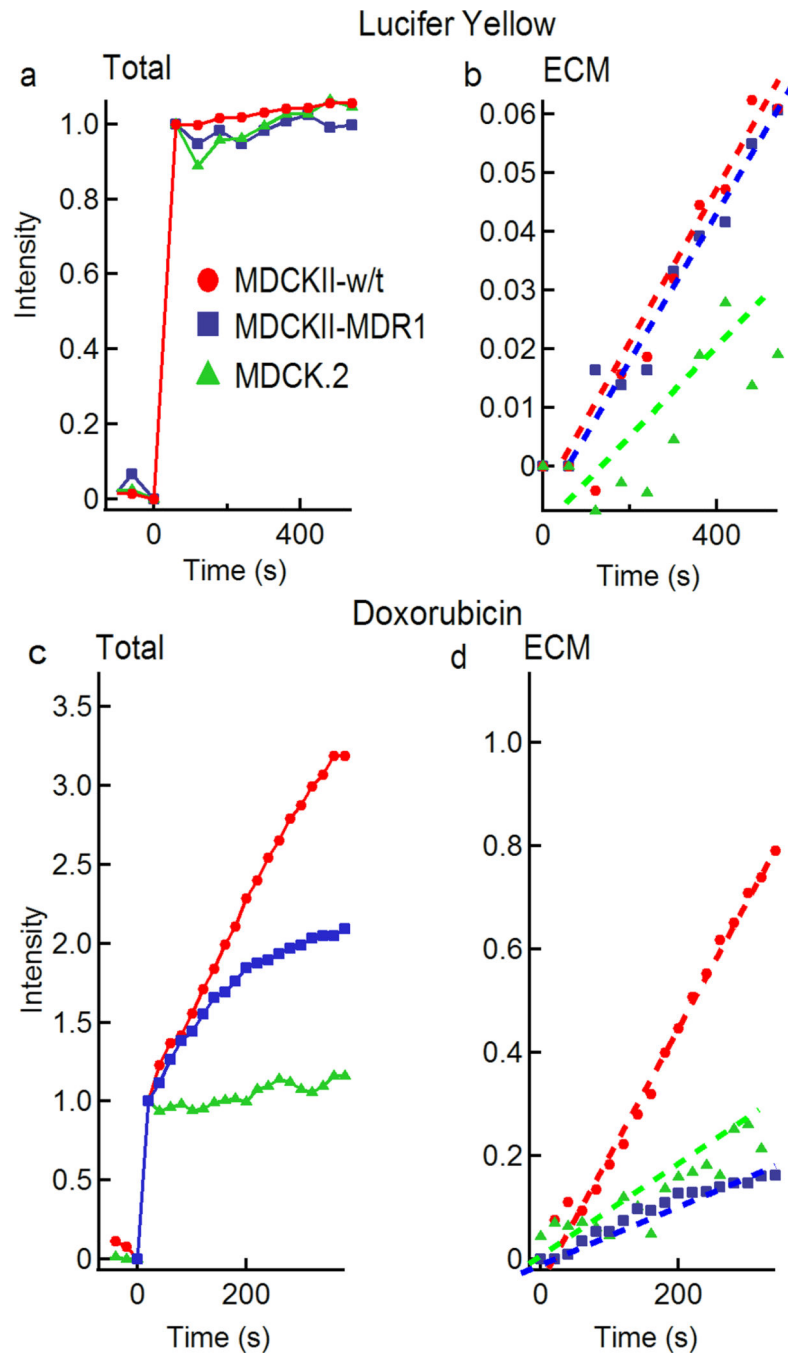 Lucifer Yellow
a Total
1.0
0.8
0.6
0.4
0.2
0
Intensity
MDCKII-w/t
MDCKII-MDR1
MDCK.2
0 400
Time (s)
b ECM
0.06
0.05
0.04
0.03
0.02
0.01
0
0 400
Time (s)
Doxorubicin
c Total
3.5
3.0
2.5
2.0
1.5
1.0
0.5
0
Intensity
0 200
Time (s)
d ECM
1.0
0.8
0.6
0.4
0.2
0
0 200
Time (s)